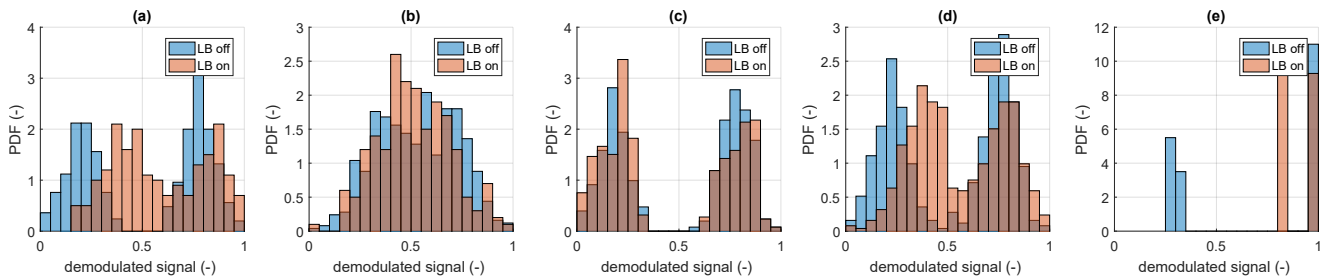 (a)
4
3
2
1
0
PDF (-)
LB off
LB on
0
0.5
1
demodulated signal (-)
(b)
3
2.5
2
1.5
1
0.5
0
PDF (-)
LB off
LB on
0
0.5
1
demodulated signal (-)
(c)
4
3
2
1
0
PDF (-)
LB off
LB on
0
0.5
1
demodulated signal (-)
(d)
3
2.5
2
1.5
1
0.5
0
PDF (-)
LB off
LB on
0
0.5
1
demodulated signal (-)
(e)
12
10
8
6
4
2
0
PDF (-)
LB off
LB on
0
0.5
1
demodulated signal (-)